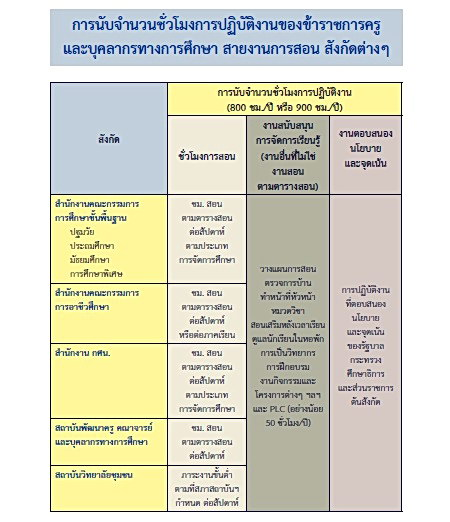 การนับจำนวนชั่วโมงการปฏิบัติงานของข้าราชการครู
และบุคลากรทางการศึกษา สายงานการสอน สังกัดต่างๆ
สังกัด
การนับจำนวนชั่วโมงการปฏิบัติงาน
(800 ชม./ปี หรือ 900 ชม./ปี)
ชั่วโมงการสอน
งานสนับสนุน
การจัดการเรียนรู้
(งานอื่นที่ไม่ใช่
งานสอน
ตามตารางสอน)
งานตอบสนอง
นโยบาย
และจุดเน้น
สำนักงานคณะกรรมการ
การศึกษาขั้นพื้นฐาน
ปฐมวัย
ประถมศึกษา
มัธยมศึกษา
การศึกษาพิเศษ
ชม. สอน
ตามตารางสอน
ต่อสัปดาห์
ตามประเภท
การจัดการศึกษา
สำนักงานคณะกรรมการ
การอาชีวศึกษา
ชม. สอน
ตามตารางสอน
ต่อสัปดาห์
หรือต่อภาคเรียน
สำนักงาน กศน.
ชม. สอน
ตามตารางสอน
ต่อสัปดาห์
ตามประเภท
การจัดการศึกษา
สถาบันพัฒนาครู คณาจารย์
และบุคลากรทางการศึกษา
ชม. สอน
ตามตารางสอน
ต่อสัปดาห์
สถาบันวิทยาลัยชุมชน
ภาระงานขั้นต่ำ
ตามที่สภาสถาบันฯ
กำหนด ต่อสัปดาห์
วางแผนการสอน
ตรวจการบ้าน
ทำหน้าที่หัวหน้า
หมวดวิชา
สอนเสริมหลังเวลาเรียน
ดูแลนักเรียนในหอพัก
การเป็นวิทยากร
การฝึกอบรม
งานกิจกรรมและ
โครงการต่างๆ ฯลฯ
และ PLC (อย่างน้อย
50 ชั่วโมง/ปี)
การปฏิบัติงาน
ที่ตอบสนอง
นโยบาย
และจุดเน้น
ของรัฐบาล
กระทรวง
ศึกษาธิการ
และส่วนราชการ
ต้นสังกัด